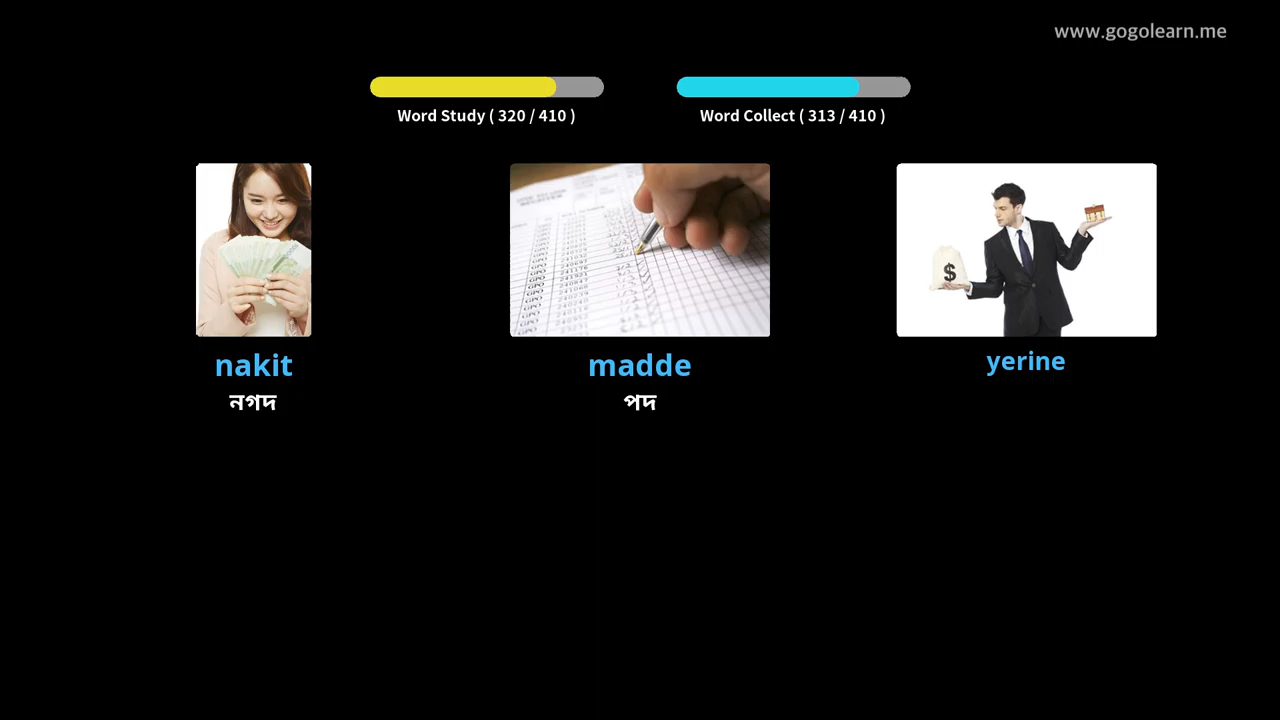 www.gogolearn.me
Word Study ( 320 / 410 )
Word Collect ( 313 / 410 )
nakit
madde
yerine
নগদ
পদ